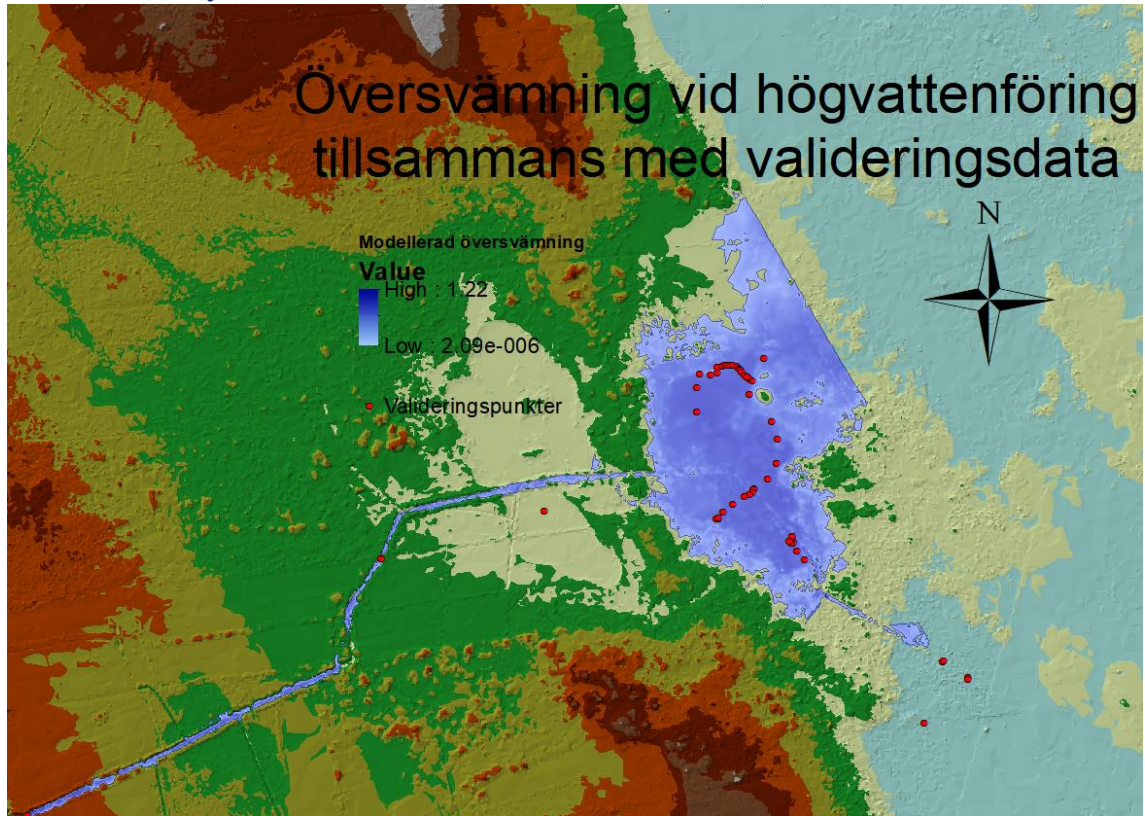 Översvämning vid högvattenföring
tillsammans med valideringsdata
N
Modellerad översvämning
Value
High : 1.22
Low : 2.09e-006
Valideringspunkter